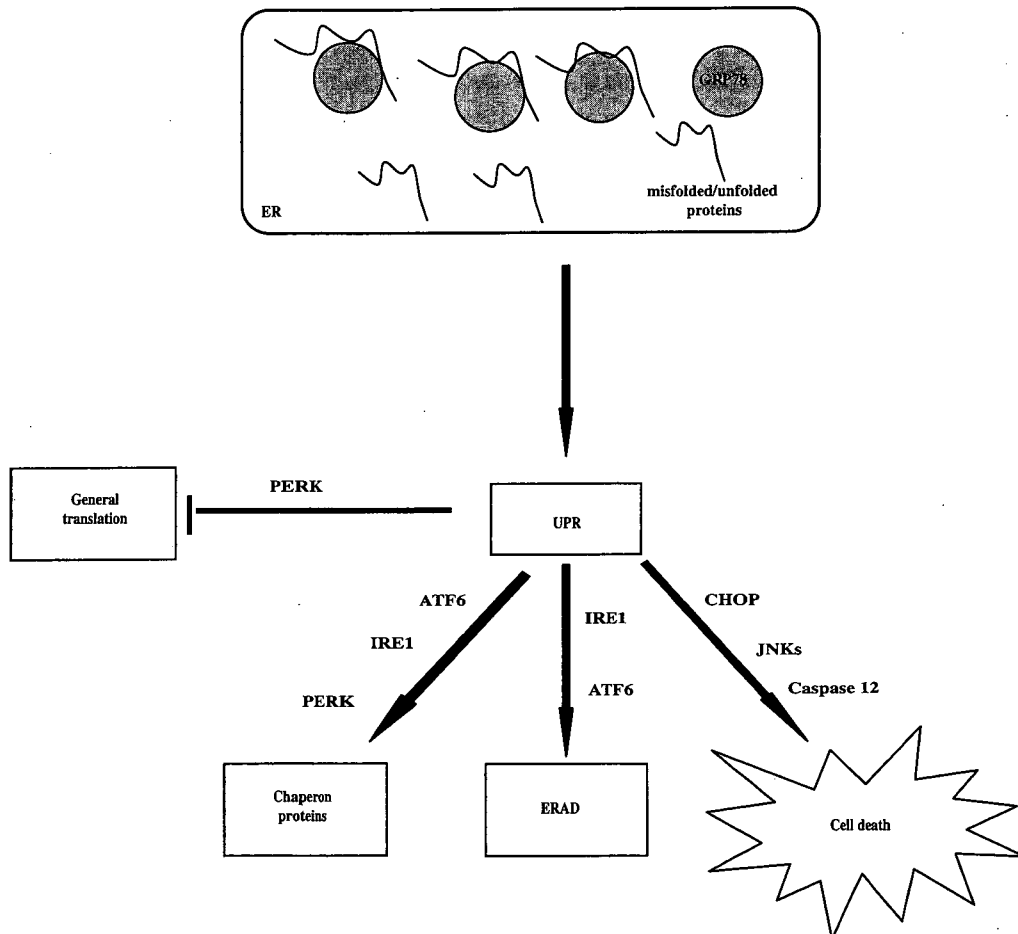 GRP78
misfolded/unfolded
proteins
ER
General
translation
PERK
UPR
ATF6
IRE1
PERK
IRE1
ATF6
CHOP
JNKs
Caspase 12
Chaperon
proteins
ERAD
Cell death